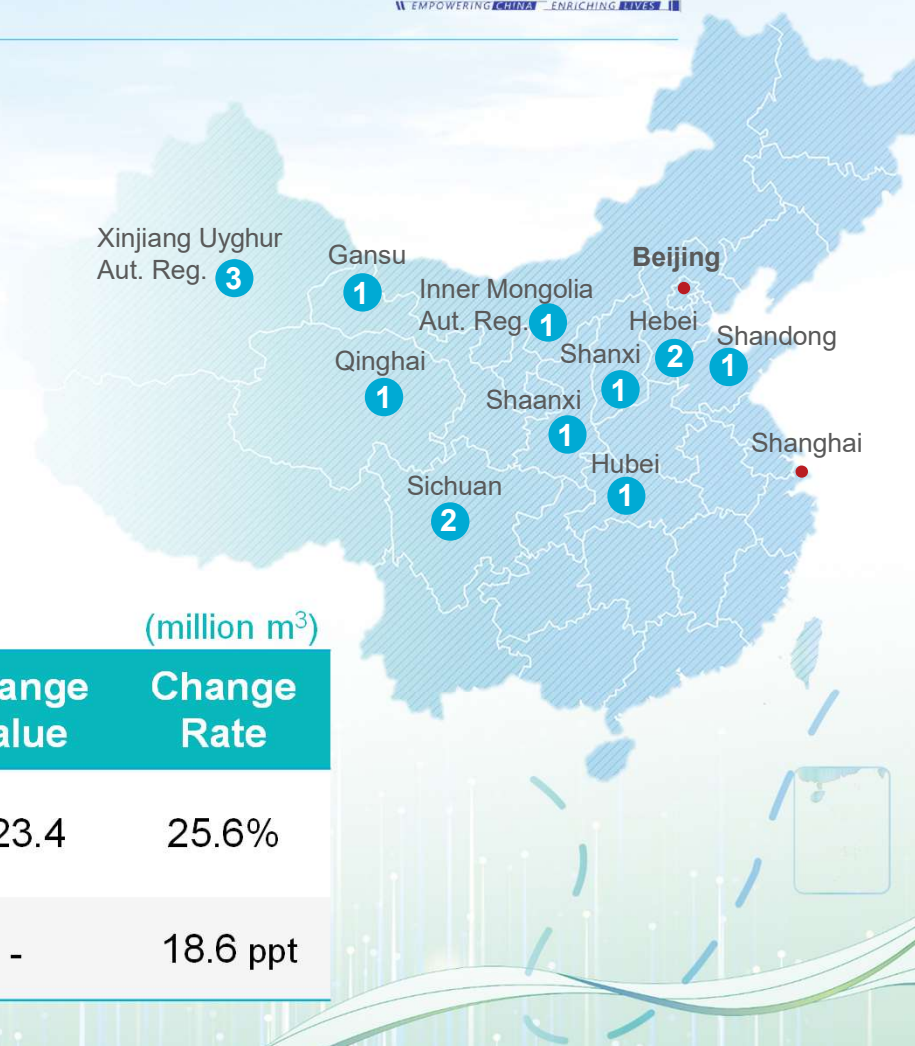 EMPOWERING CHINA ENRICHING LIVES
Xinjiang Uyghur
Aut. Reg.
3
Gansu
1
Inner Mongolia
Aut. Reg.
1
Beijing
Hebei
2
Shandong
1
Qinghai
1
Shanxi
1
Shaanxi
1
Shanghai
Hubei
1
Sichuan
2
(million m³)
ange
alue
Change
Rate
23.4
25.6%
-
18.6 ppt